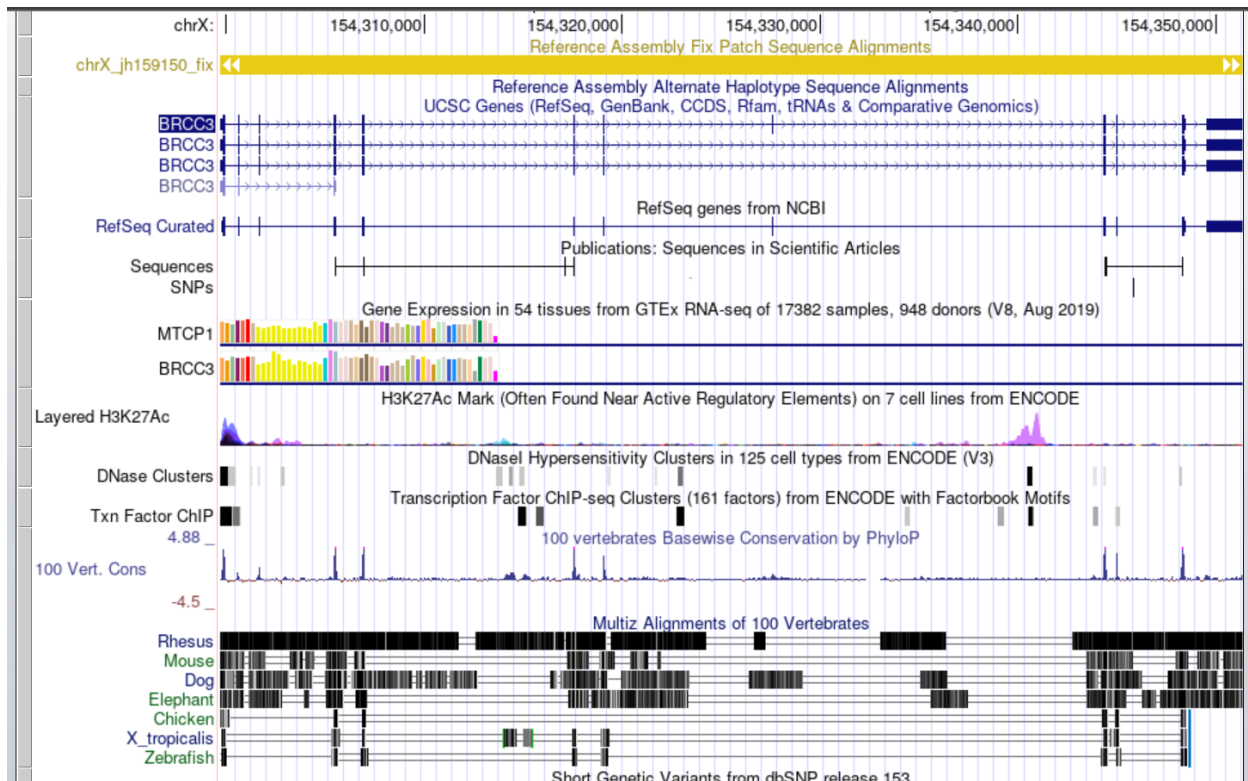 chrX: 154,310,000 154,320,000 154,330,000 154,340,000 154,350,000
Reference Assembly Fix Patch Sequence Alignments
chrX_jh159150_fix
Reference Assembly Alternate Haplotype Sequence Alignments
UCSC Genes (RefSeq, GenBank, CCDS, Rfam, tRNAs & Comparative Genomics)
BRCC3
BRCC3
BRCC3
BRCC3
RefSeq genes from NCBI
RefSeq Curated
Publications: Sequences in Scientific Articles
Sequences
SNPs
Gene Expression in 54 tissues from GTEx RNA-seq of 17382 samples, 948 donors (V8, Aug 2019)
MTCP1
BRCC3
H3K27Ac Mark (Often Found Near Active Regulatory Elements) on 7 cell lines from ENCODE
Layered H3K27Ac
DNaseI Hypersensitivity Clusters in 125 cell types from ENCODE (V3)
DNase Clusters
Transcription Factor ChIP-seq Clusters (161 factors) from ENCODE with Factorbook Motifs
Txn Factor ChIP
4.88 _
100 vertebrates Basewise Conservation by PhyloP
100 Vert. Cons
-4.5 _
Multiz Alignments of 100 Vertebrates
Rhesus
Mouse
Dog
Elephant
Chicken
X_tropicalis
Zebrafish
Short Genetic Variants from dbSNP release 153